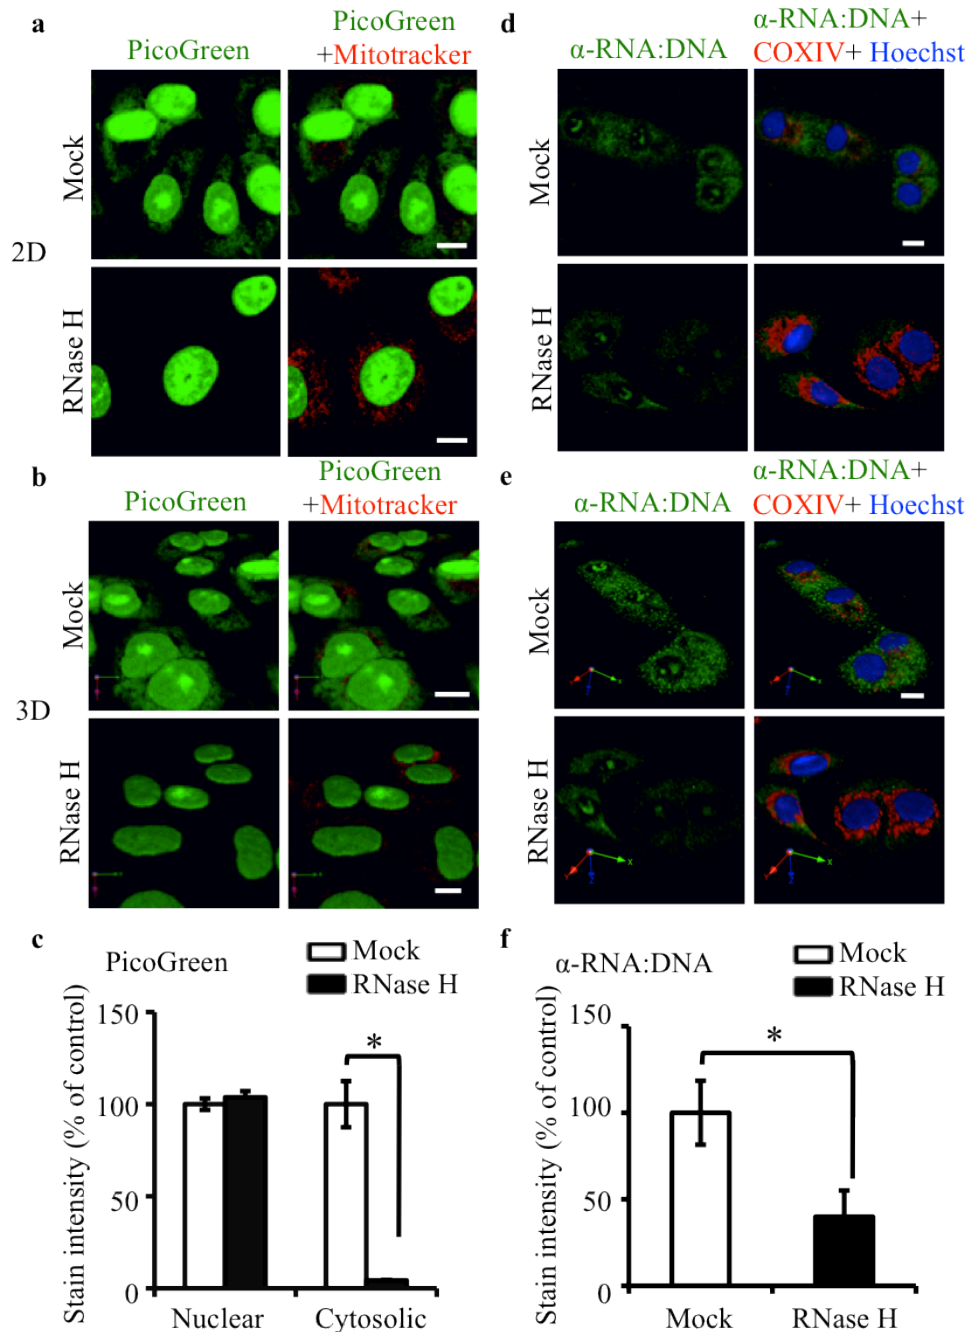 a
PicoGreen
PicoGreen
+Mitotracker
Mock
2D
RNase H
b
PicoGreen
PicoGreen
+Mitotracker
Mock
3D
RNase H
c
PicoGreen
Mock
RNase H
Stain intensity (% of control)
150
100
50
0
*
Nuclear
Cytosolic
d
α-RNA:DNA
α-RNA:DNA+
COXIV+ Hoechst
Mock
RNase H
e
α-RNA:DNA
α-RNA:DNA+
COXIV+ Hoechst
Mock
RNase H
f
α-RNA:DNA
Mock
RNase H
Stain intensity (% of control)
150
100
50
0
*
Mock
RNase H